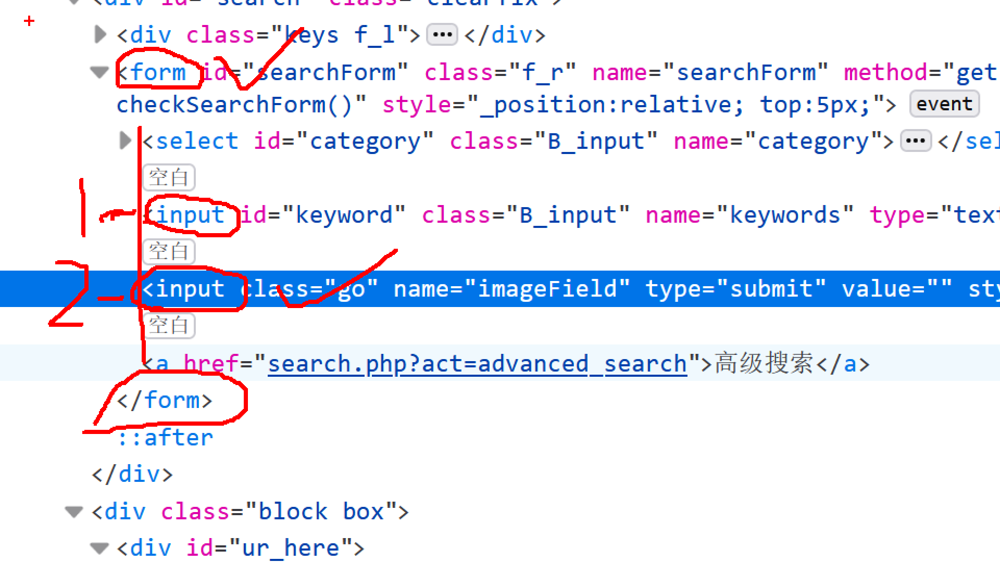 <div id="search" class="clearfix">
<div class="keys f_l">•••</div>
<form id="searchForm" class="f_r" name="searchForm" method="get
checkSearchForm()" style="_position:relative; top:5px;"> event
<select id="category" class="B_input" name="category">•••</sel
空白
1 <input id="keyword" class="B_input" name="keywords" type="text
空白
2 <input class="go" name="imageField" type="submit" value="" sty
空白
<a href="search.php?act=advanced_search">高级搜索</a>
</form>
::after
</div>
<div class="block box">
<div id="ur_here">